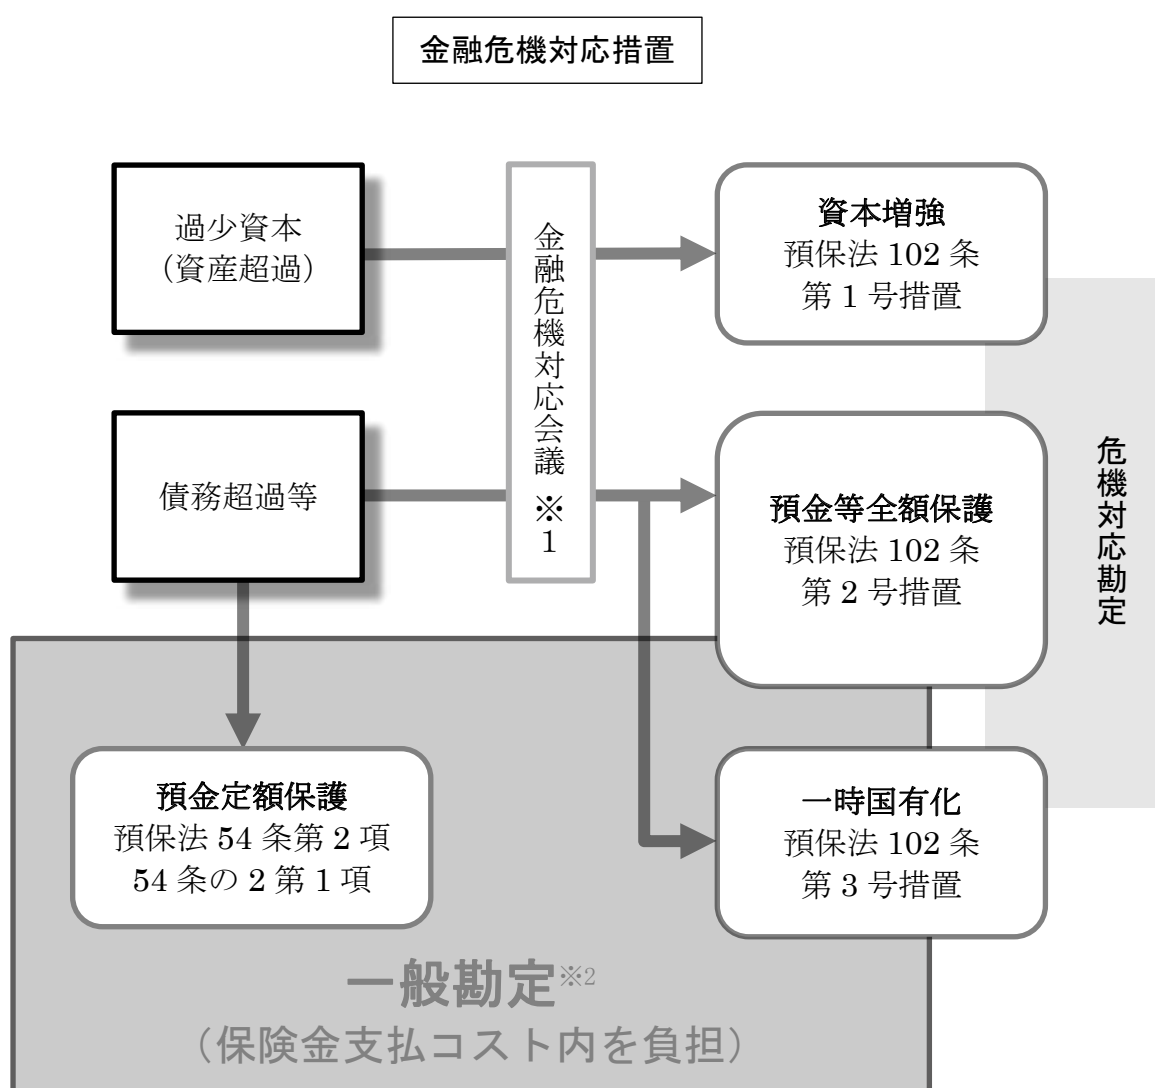 金融危機対応措置
過少資本
（資産超過）
金融危機対応会議 ※1
資本増強
預保法 102 条
第 1 号措置
債務超過等
預金等全額保護
預保法 102 条
第 2 号措置
危機対応勘定
預金定額保護
預保法 54 条第 2 項
54 条の 2 第 1 項
一時国有化
預保法 102 条
第 3 号措置
一般勘定※2
（保険金支払コスト内を負担）